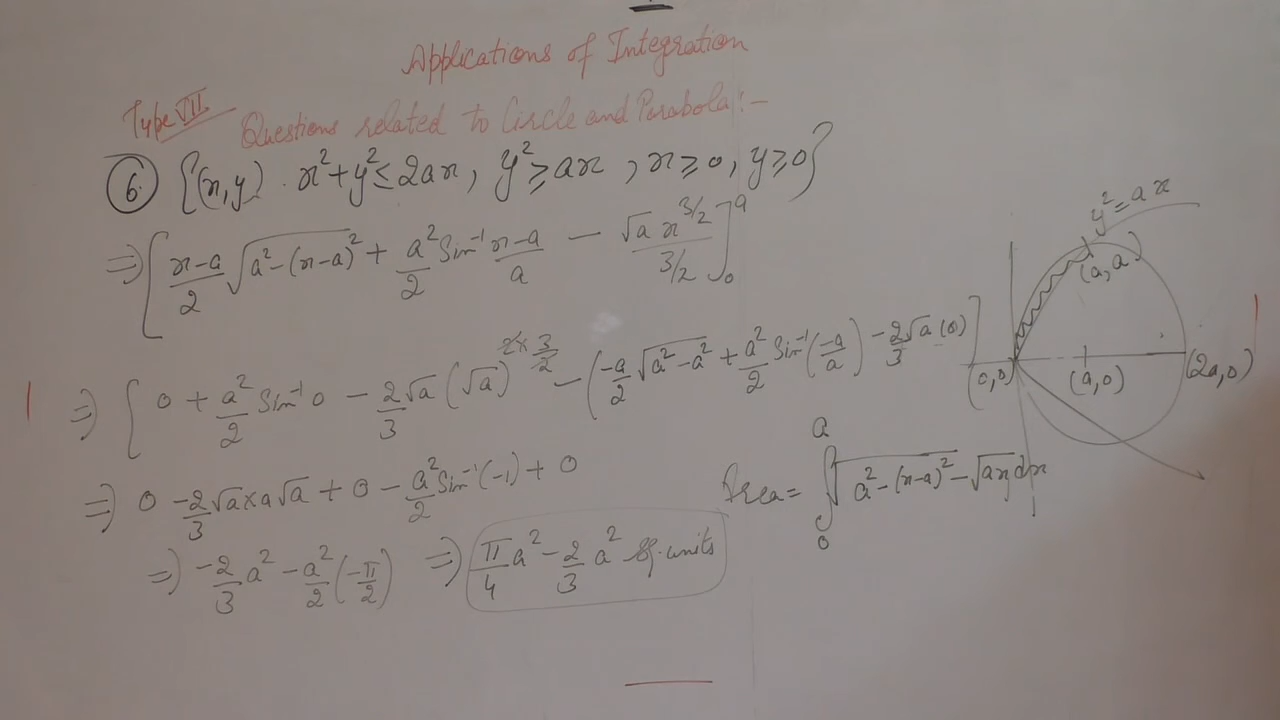 Applications of Integration
Type VII
Questions related to Circle and Parabola:-
6. {(x,y) . x²+y² ≤ 2ax, y² ≥ ax, x ≥ 0, y ≥ 0}
⇒ [ (x-a)/2 √(a²-(x-a)²) + a²/2 Sin⁻¹ (x-a)/a - √a x^(3/2) / (3/2) ]₀ᵃ
⇒ [ 0 + a²/2 Sin⁻¹ 0 - 2/3 √a (√a)^(2×3/2) - ( -a/2 √(a²-a²) + a²/2 Sin⁻¹(-a/a) - 2/3 √a (0) ]
⇒ 0 - 2/3 √a × a√a + 0 - a²/2 Sin⁻¹(-1) + 0
⇒ -2/3 a² - a²/2 (-π/2) ⇒ π/4 a² - 2/3 a² sq. units
y² = ax
(a, a)
(0,0)
(a,0)
(2a,0)
Area = ∫₀ᵃ √(a²-(x-a)²) - √(ax) dx